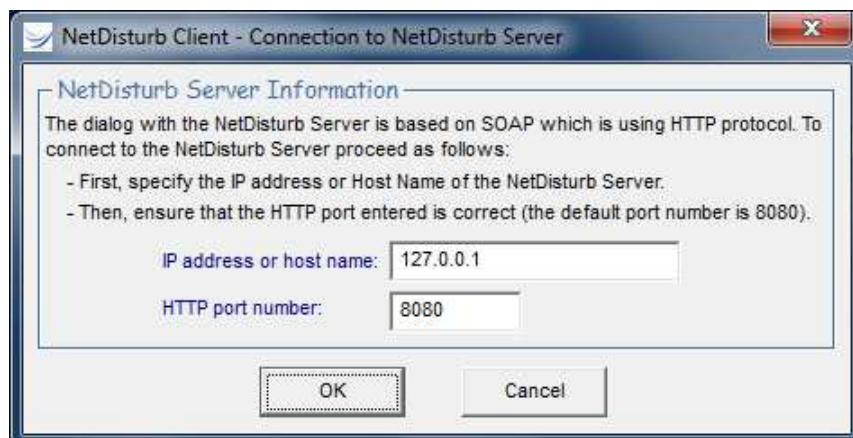 NetDisturb Client - Connection to NetDisturb Server
x
NetDisturb Server Information
The dialog with the NetDisturb Server is based on SOAP which is using HTTP protocol. To
connect to the NetDisturb Server proceed as follows:
- First, specify the IP address or Host Name of the NetDisturb Server.
- Then, ensure that the HTTP port entered is correct (the default port number is 8080).
IP address or host name: 127.0.0.1
HTTP port number: 8080
OK Cancel